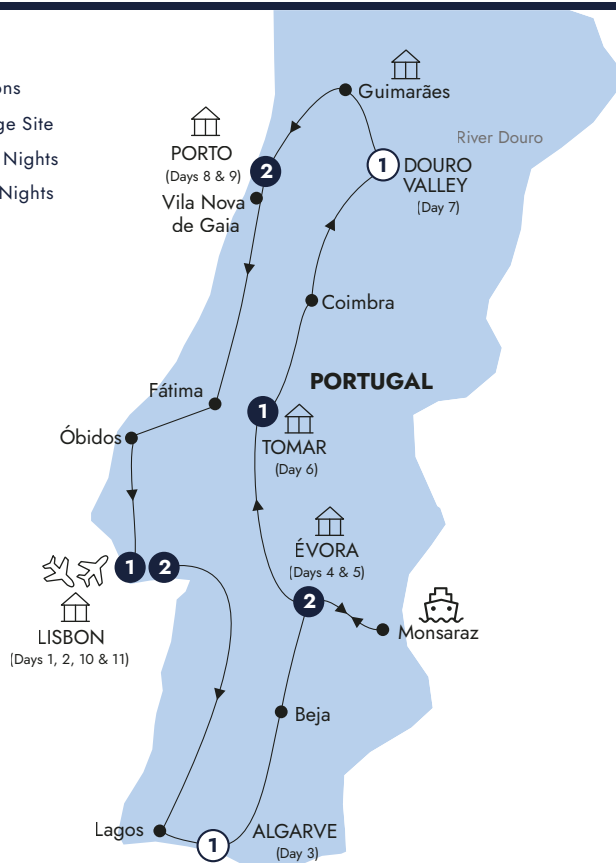 ons
ge Site
Nights
Nights
Guimarães
River Douro
PORTO
(Days 8 & 9)
2
1
DOURO
VALLEY
(Day 7)
Vila Nova
de Gaia
Coimbra
PORTUGAL
Fátima
1
TOMAR
(Day 6)
Óbidos
ÉVORA
(Days 4 & 5)
1
2
2
LISBON
(Days 1, 2, 10 & 11)
Monsaraz
Beja
Lagos
1
ALGARVE
(Day 3)